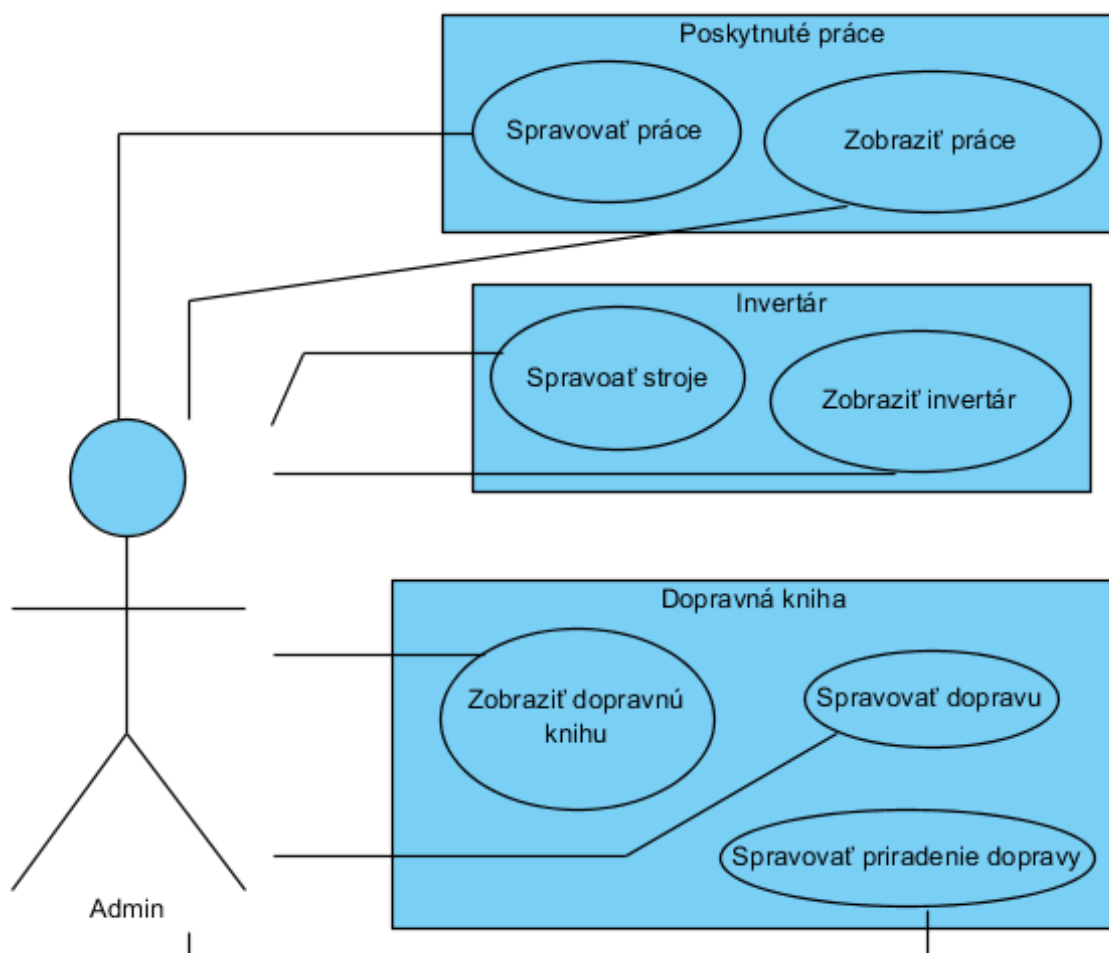 Poskytnuté práce
Spravovať práce
Zobraziť práce
Invertár
Spravoať stroje
Zobraziť invertár
Dopravná kniha
Zobraziť dopravnú
knihu
Spravovať dopravu
Spravovať priradenie dopravy
Admin